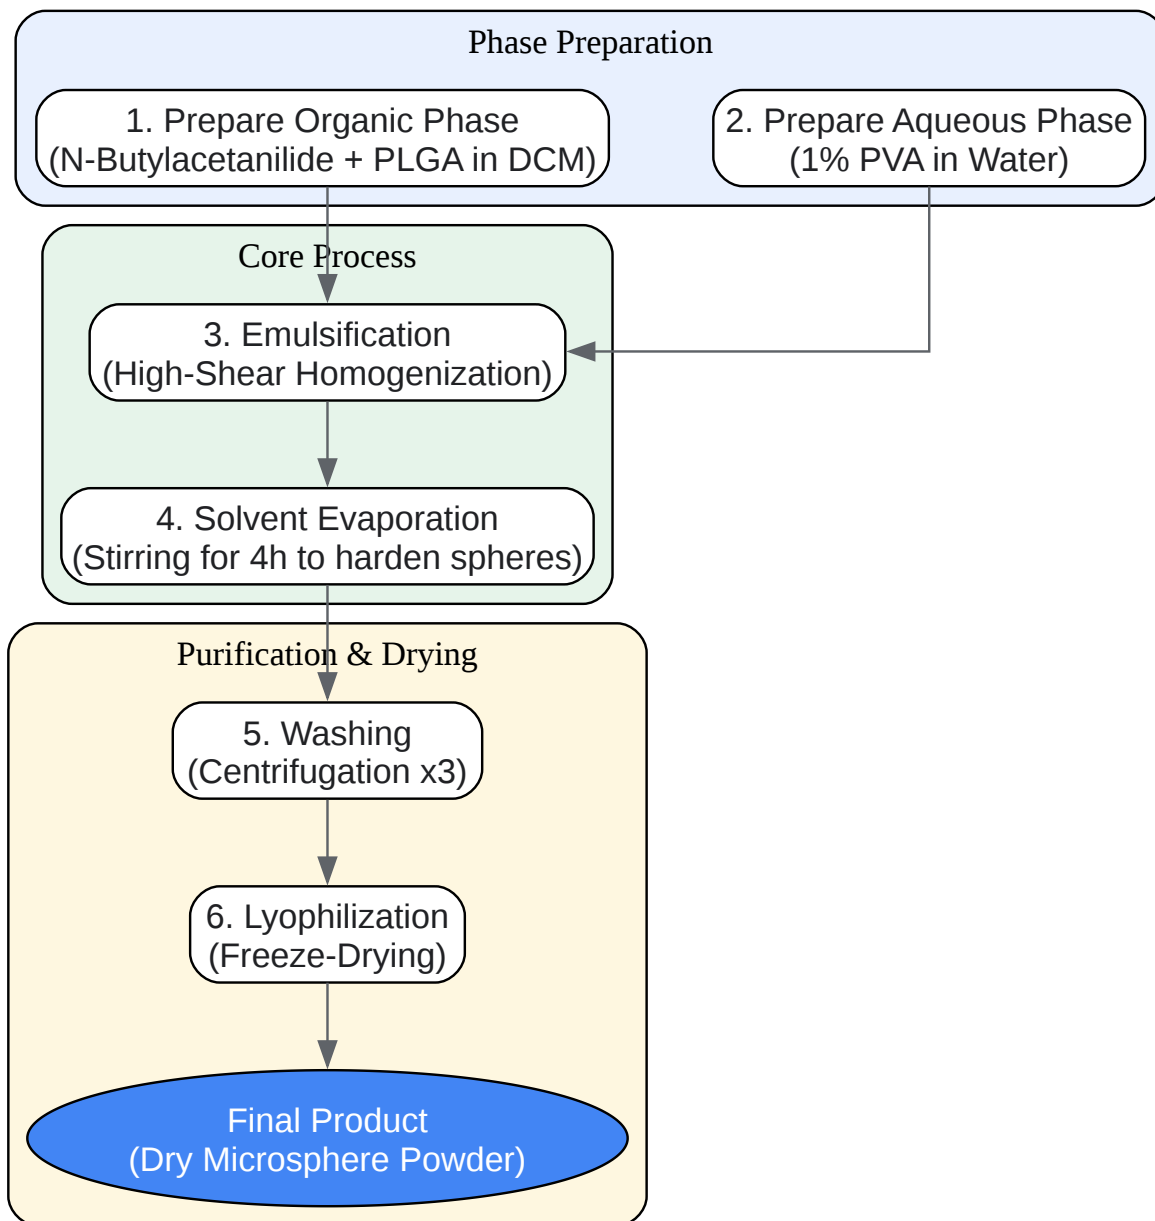 Phase Preparation
1. Prepare Organic Phase
(N-Butylacetanilide + PLGA in DCM)
2. Prepare Aqueous Phase
(1% PVA in Water)
Core Process
3. Emulsification
(High-Shear Homogenization)
4. Solvent Evaporation
(Stirring for 4h to harden spheres)
Purification & Drying
5. Washing
(Centrifugation x3)
6. Lyophilization
(Freeze-Drying)
Final Product
(Dry Microsphere Powder)